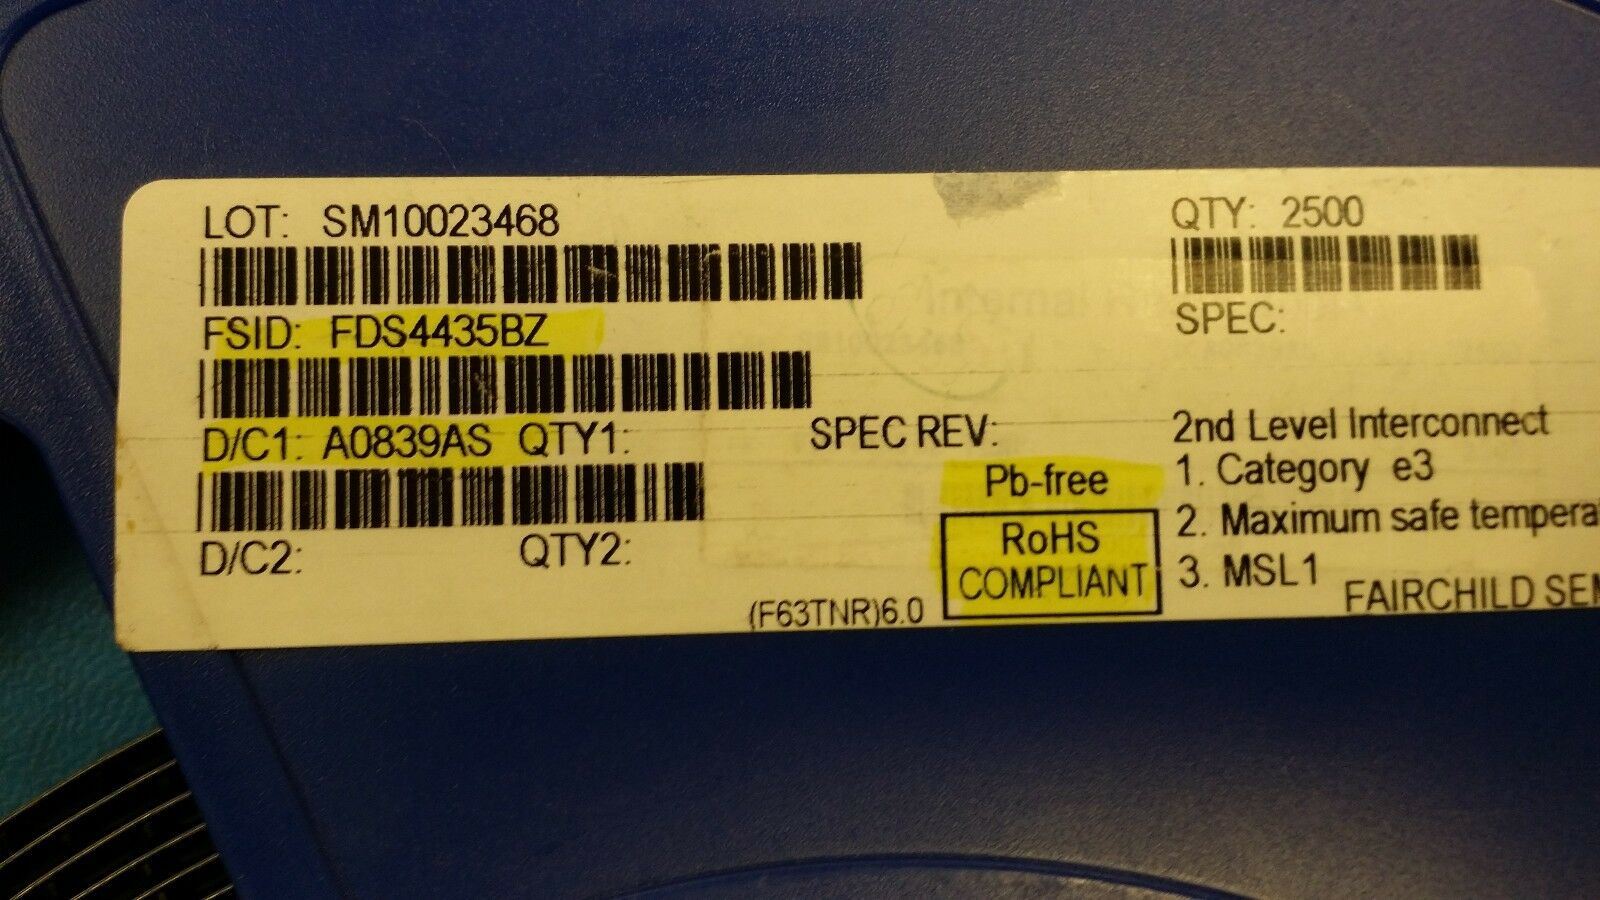 LOT: SM10023468
QTY: 2500
FSID: FDS4435BZ
SPEC:
D/C1: A0839AS QTY1:
SPEC REV:
2nd Level Interconnect
Pb-free
1. Category e3
RoHS
COMPLIANT
2. Maximum safe tempera
3. MSL1
D/C2: QTY2:
(F63TNR)6.0
FAIRCHILD SEM